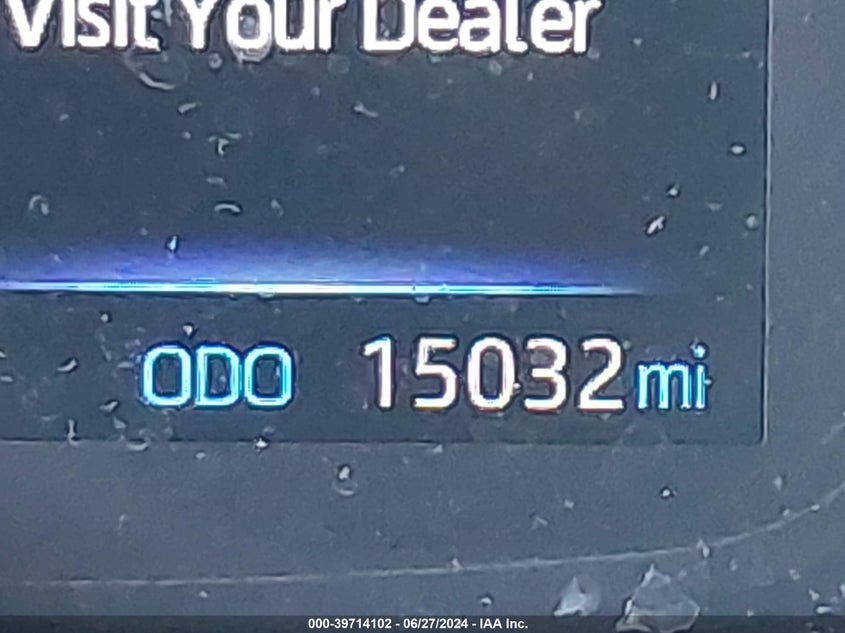 Visit Your Dealer
ODO 15032 mi
000-39714102 - 06/27/2024 - IAA Inc.